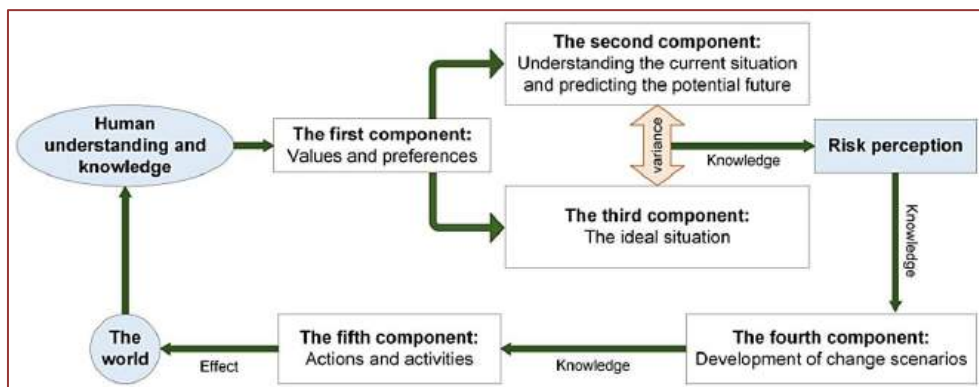 The second component:
Understanding the current situation
and predicting the potential future
Human
understanding and
knowledge
The first component:
Values and preferences
variance
Knowledge
Risk perception
The third component:
The ideal situation
Knowledge
The world
The fifth component:
Actions and activities
The fourth component:
Development of change scenarios
Effect
Knowledge